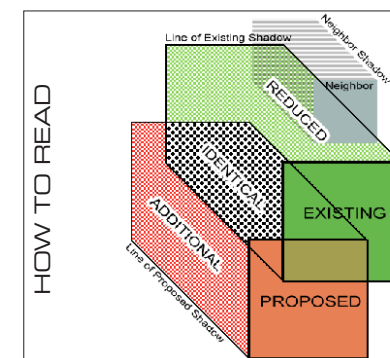 HOW TO READ
Line of Existing Shadow
Neighbor Shadow
Neighbor
REDUCED
IDENTICAL
EXISTING
ADDITIONAL
PROPOSED
Line of Proposed Shadow